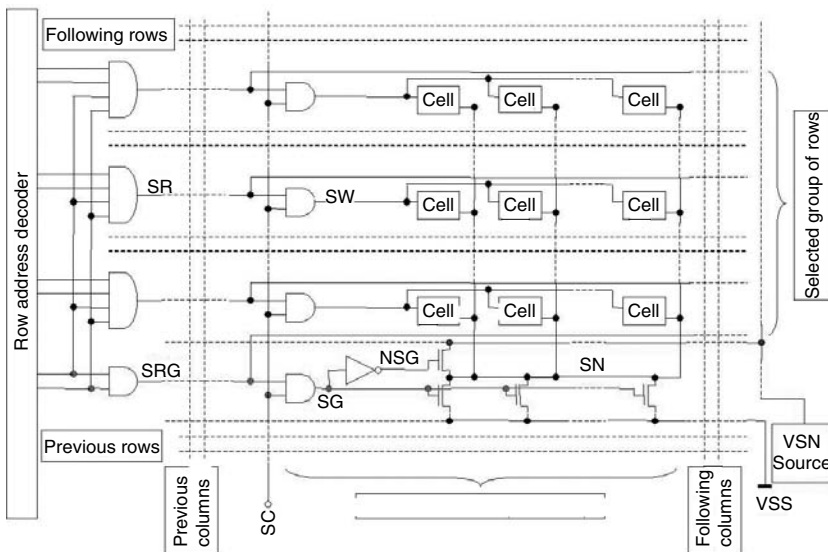 Following rows
Cell Cell Cell
SR
SW
Cell Cell Cell
Row address decoder
Selected group of rows
Cell Cell Cell
NSG
SN
SRG
SG
Previous rows
VSN
Source
Previous
columns
SC
Following
columns
VSS